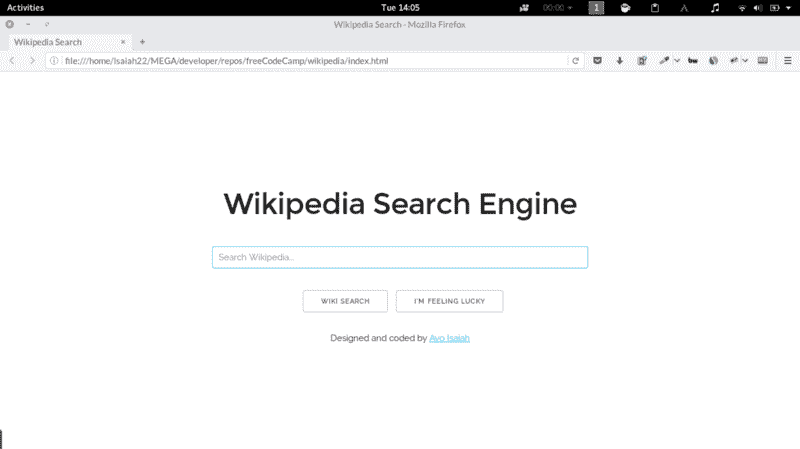 Activities
Tue 14:05
00:00
1
Wikipedia Search - Mozilla Firefox
Wikipedia Search
file:///home/isaiah22/MEGA/developer/repos/freeCodeCamp/wikipedia/index.html
Wikipedia Search Engine
Search Wikipedia...
WIKI SEARCH
I'M FEELING LUCKY
Designed and coded by Ayo Isaiah